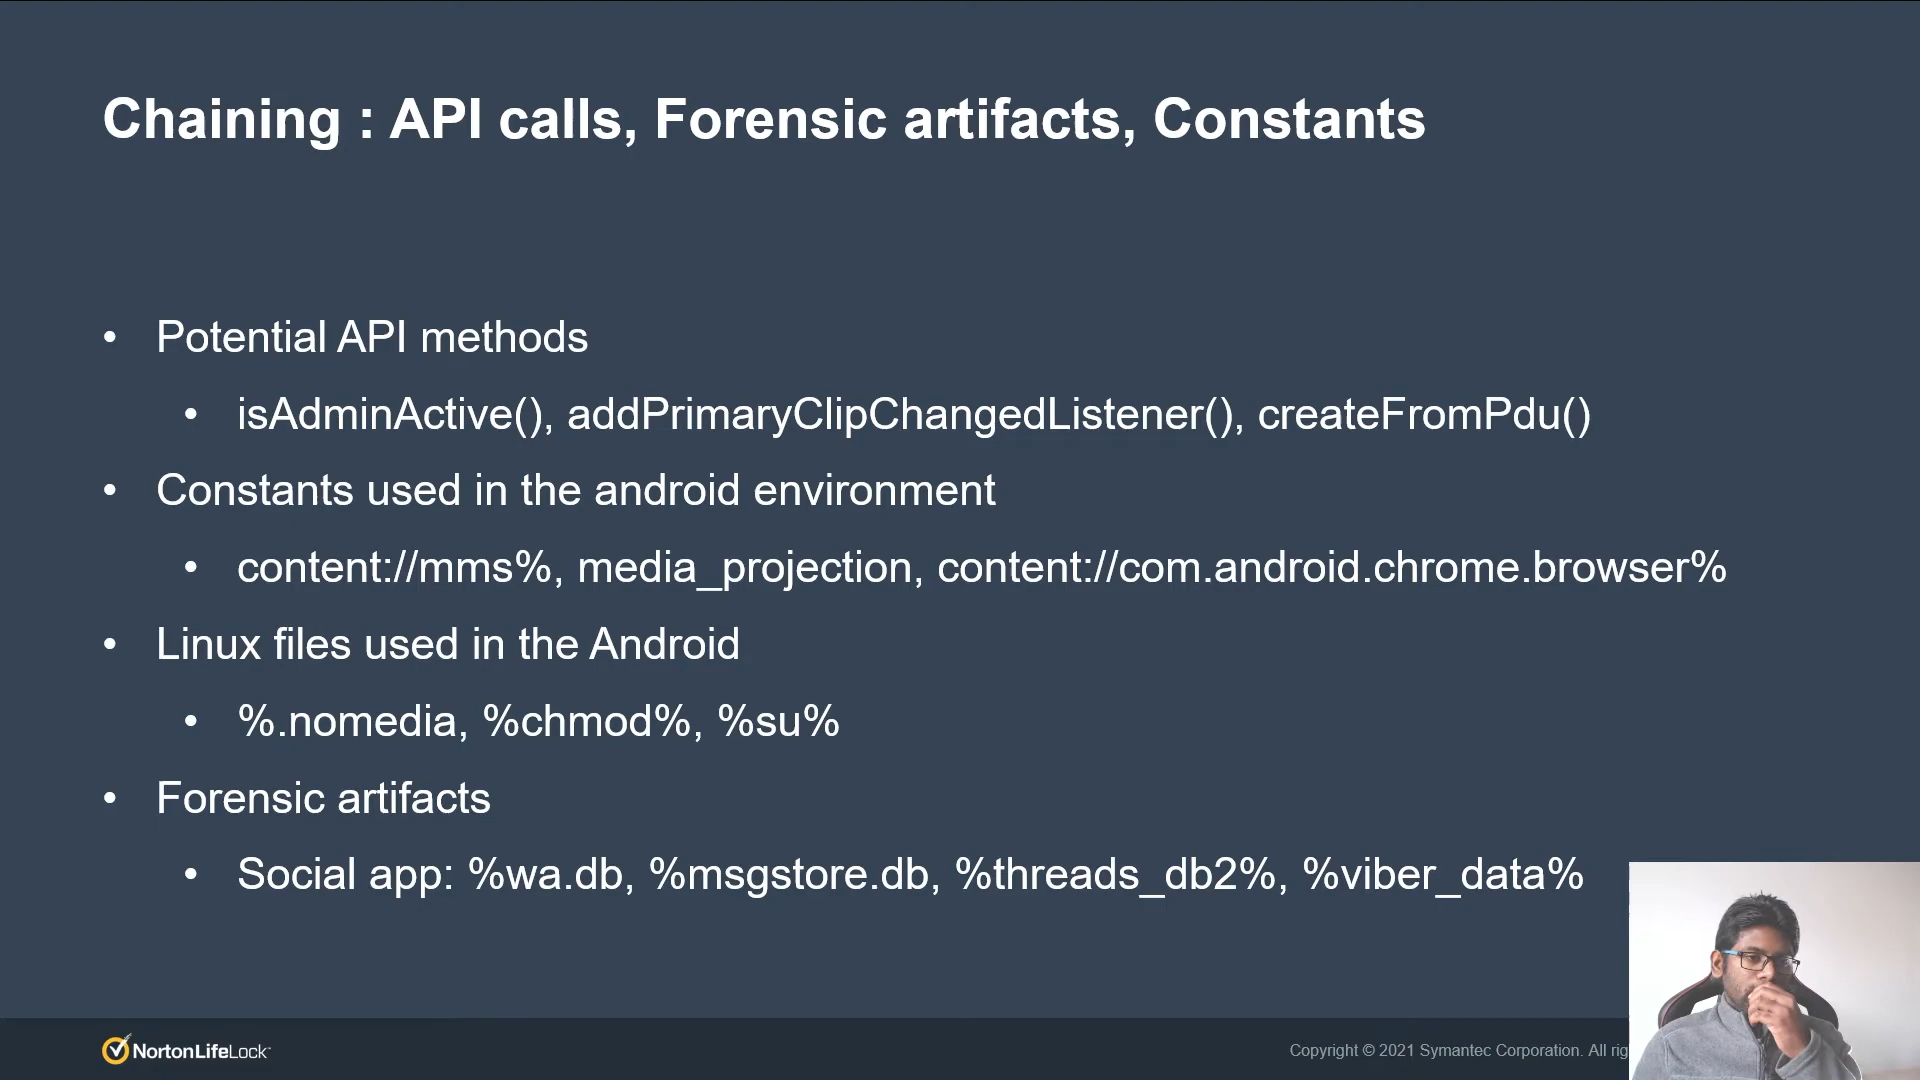 Chaining : API calls, Forensic artifacts, Constants
• Potential API methods
• isAdminActive(), addPrimaryClipChangedListener(), createFromPdu()
• Constants used in the android environment
• content://mms%, media_projection, content://com.android.chrome.browser%
• Linux files used in the Android
• %.nomedia, %chmod%, %su%
• Forensic artifacts
• Social app: %wa.db, %msgstore.db, %threads_db2%, %viber_data%
NortonLifeLock
Copyright © 2021 Symantec Corporation. All rig